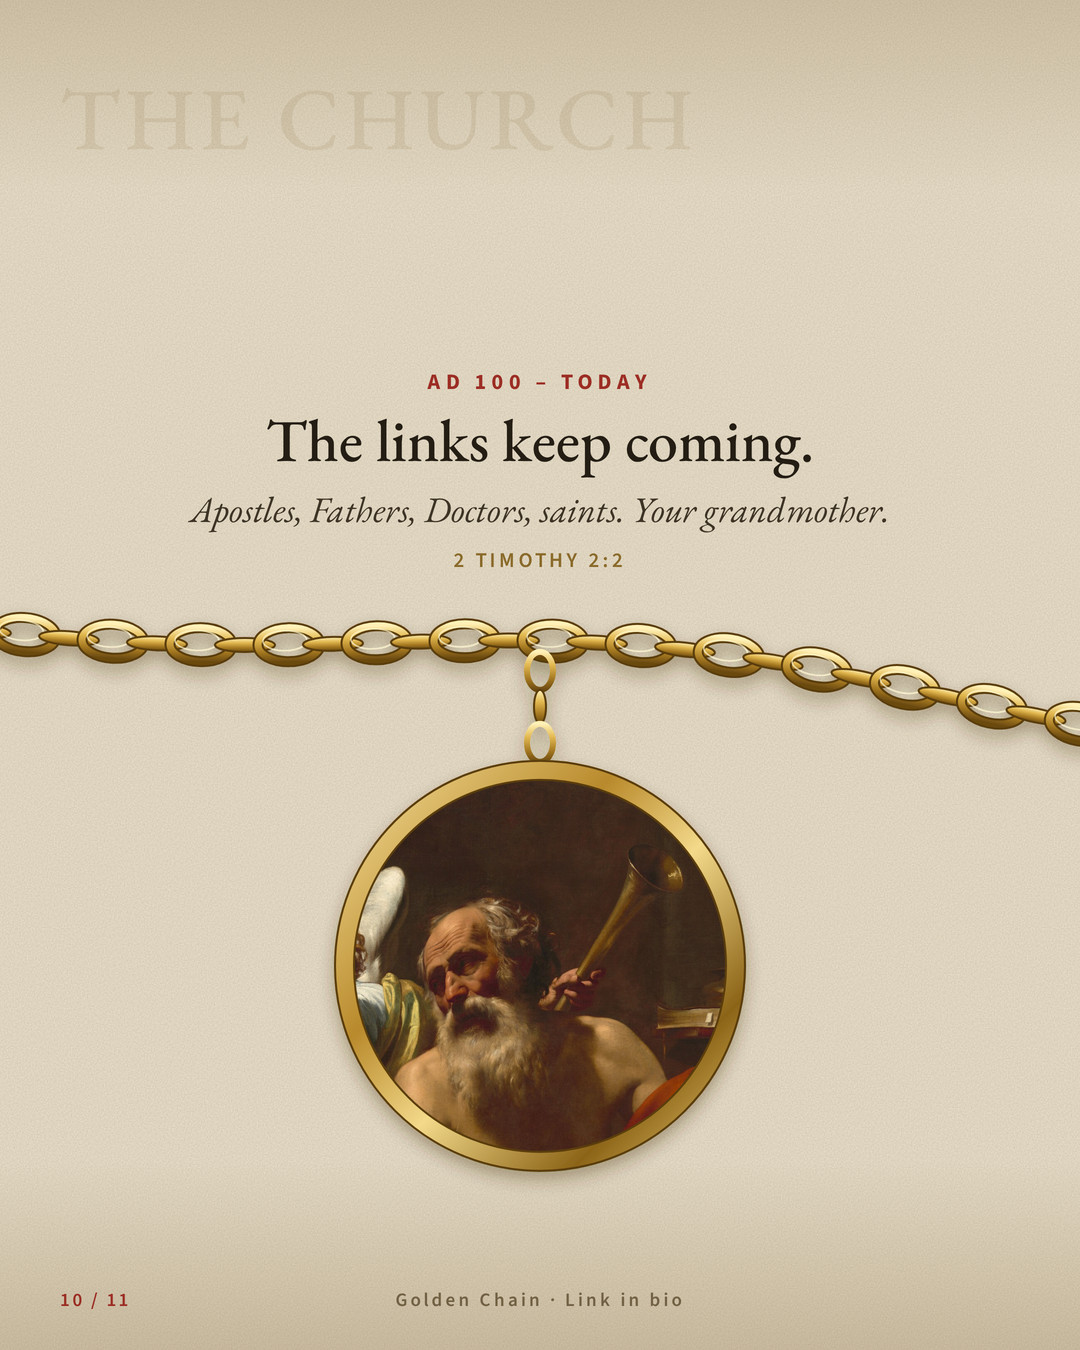 THE CHURCH
AD 100 – TODAY
The links keep coming.
Apostles, Fathers, Doctors, saints. Your grandmother.
2 TIMOTHY 2:2
10 / 11
Golden Chain · Link in bio